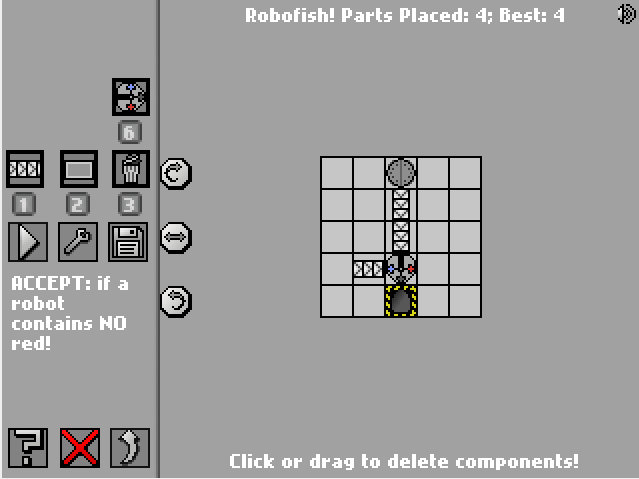 Robofish! Parts Placed: 4; Best: 4
6
1 2 3
ACCEPT: if a
robot
contains NO
red!
Click or drag to delete components!